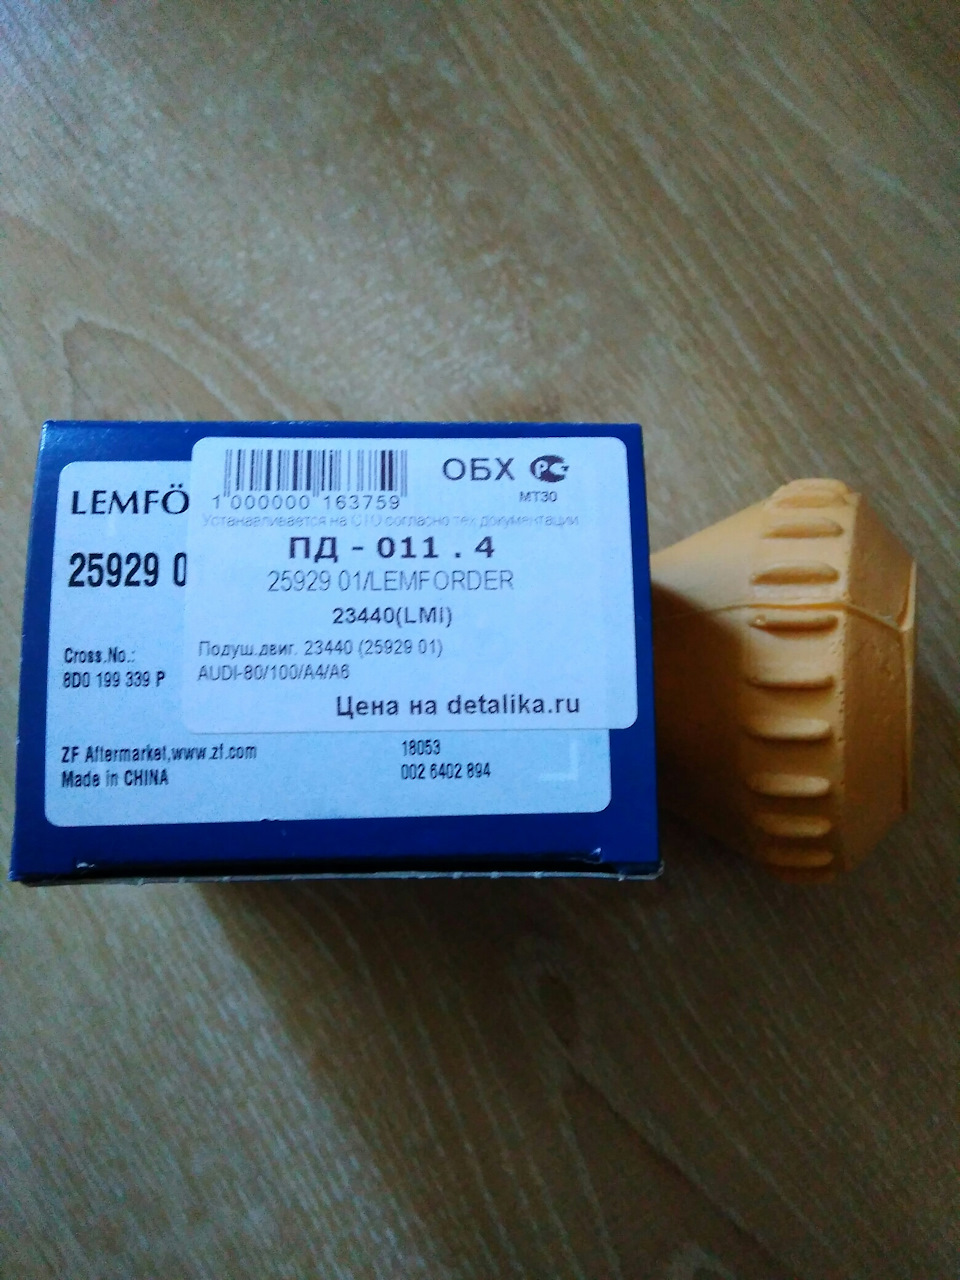 LEMFÖ
25929 0
Cross.No.:
8D0 199 339 P
ZF Aftermarket,www.zf.com
Made in CHINA
18053
002 6402 894
1 000000 163759
ОБХ РСТ
МТ30
Устанавливается на СТО согласно тех документации
ПД - 011 . 4
25929 01/LEMFORDER
23440(LMI)
Подуш.двиг. 23440 (25929 01)
AUDI-80/100/A4/A6
Цена на detalika.ru